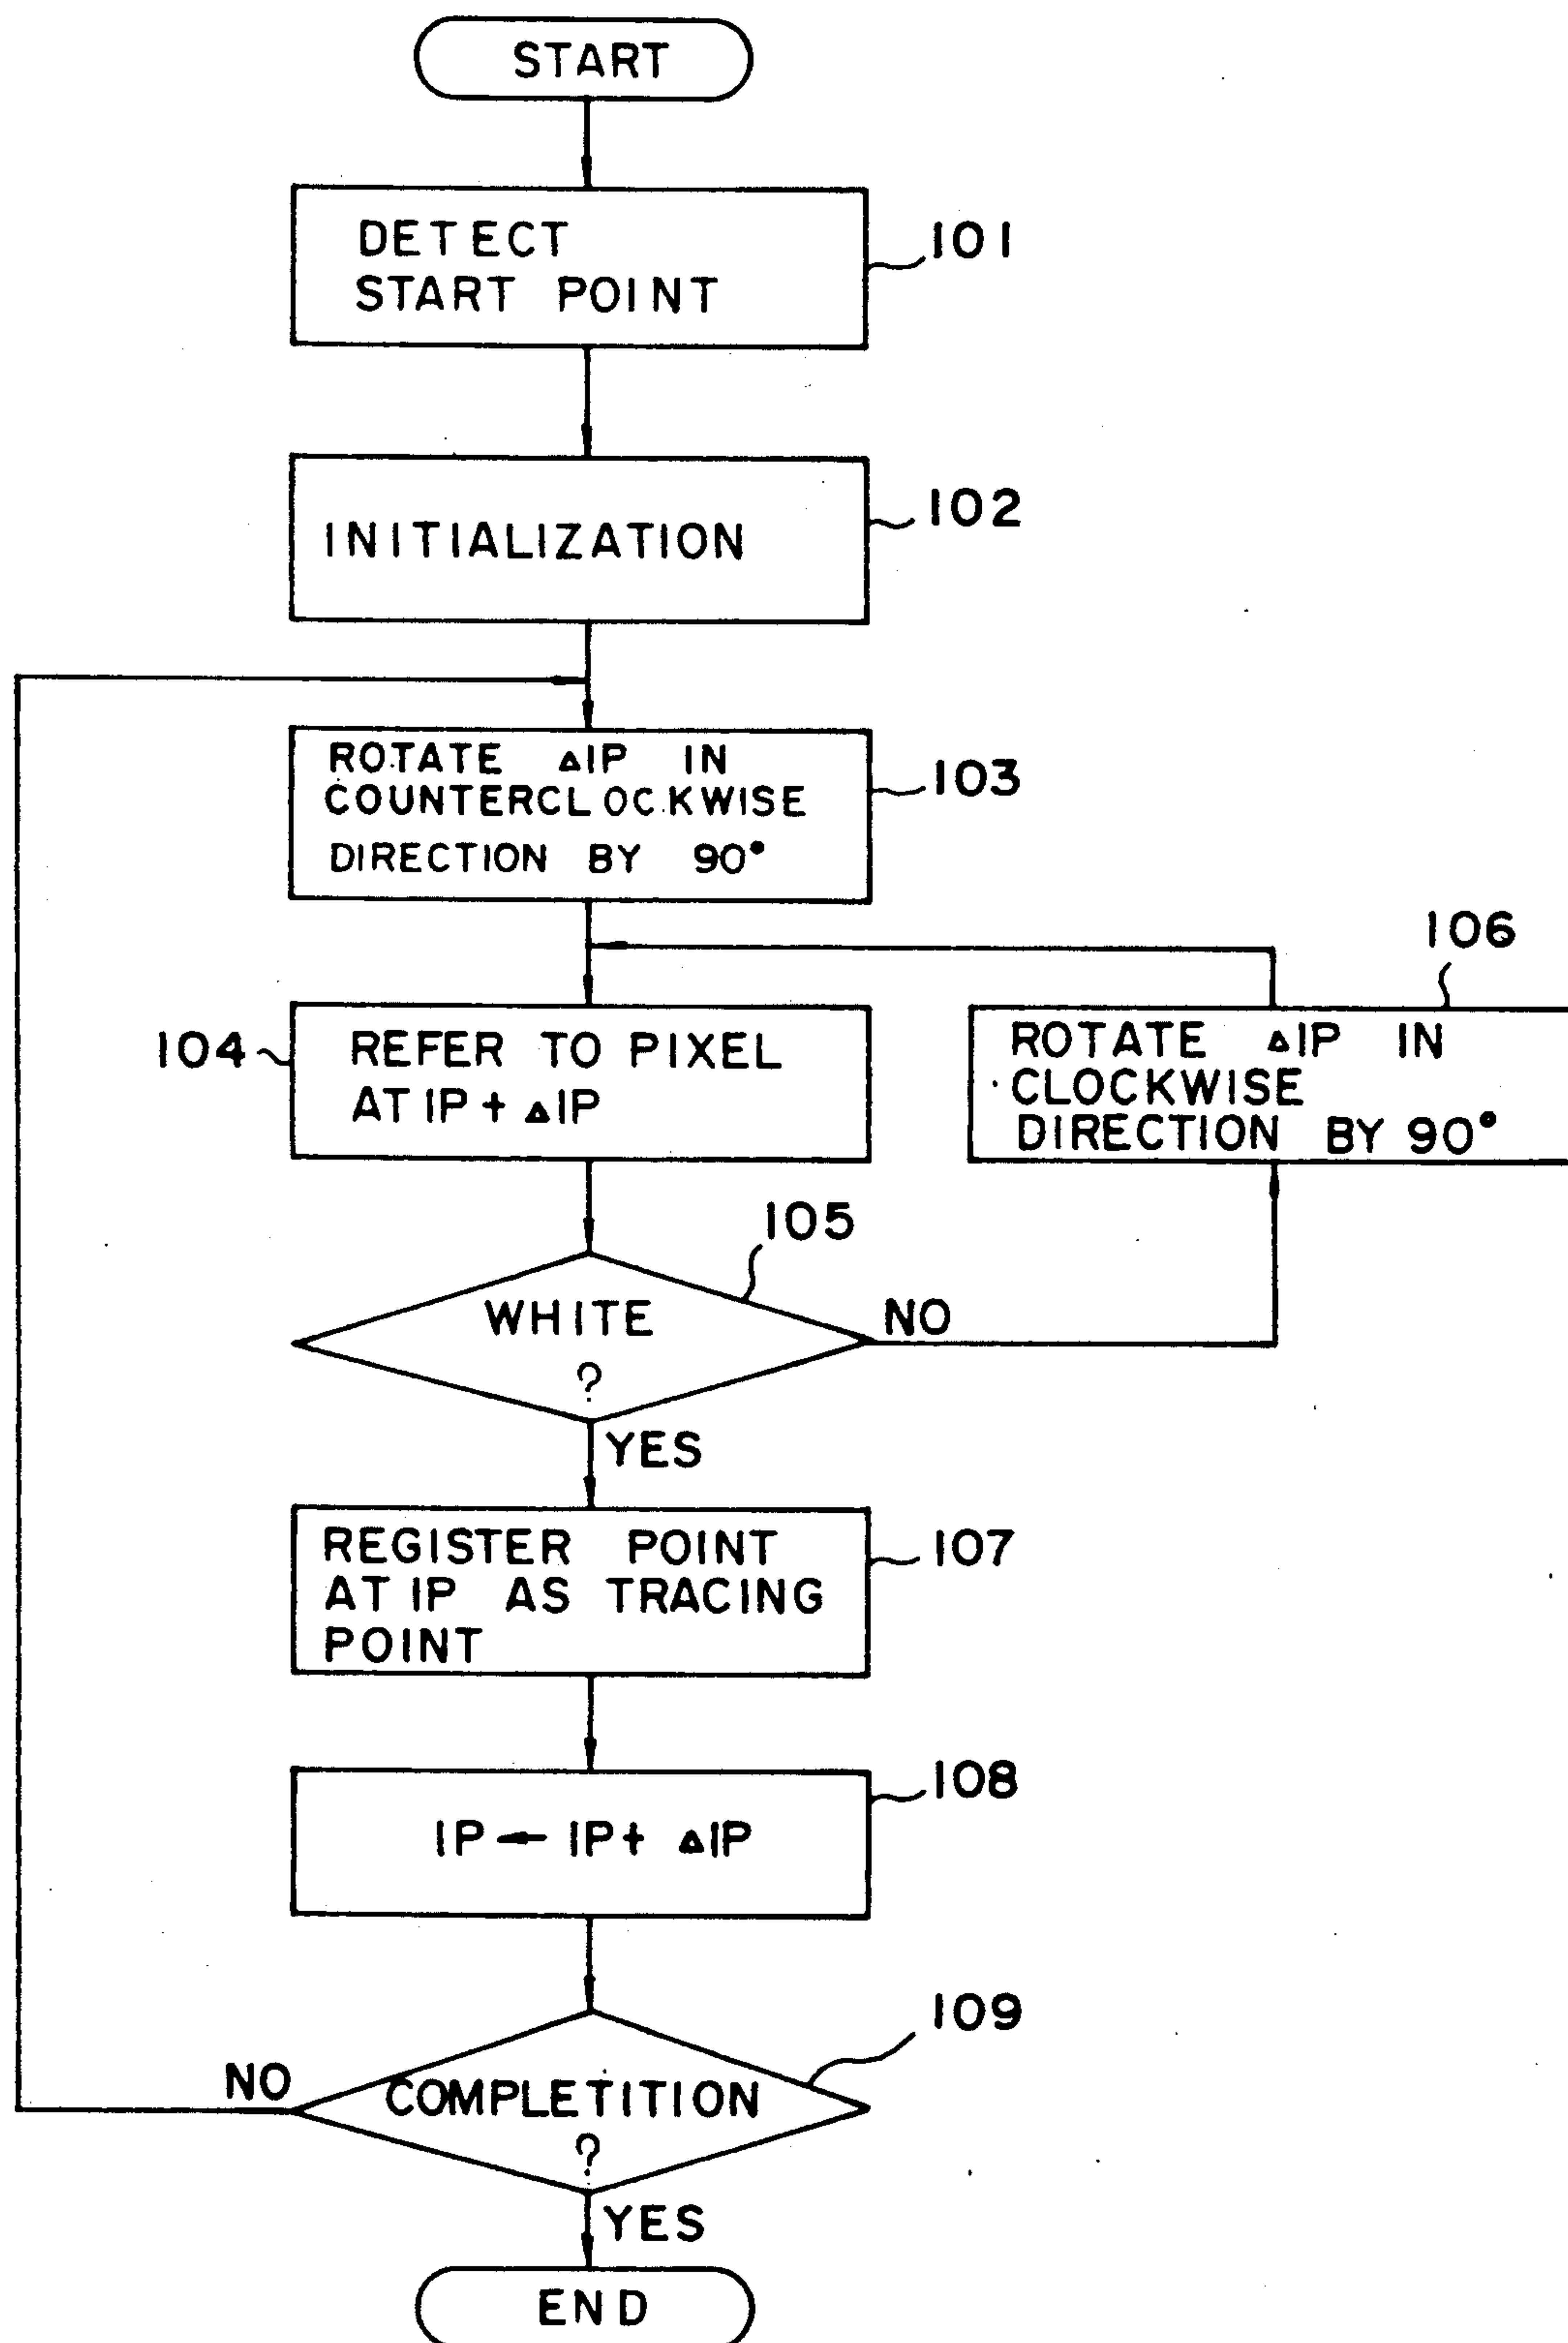 START
DETECT
START POINT
101
INITIALIZATION
102
ROTATE ΔIP IN
COUNTERCLOCKWISE
DIRECTION BY 90°
103
106
104
REFER TO PIXEL
AT IP + ΔIP
ROTATE ΔIP IN
CLOCKWISE
DIRECTION BY 90°
105
WHITE
?
NO
YES
REGISTER POINT
AT IP AS TRACING
POINT
107
108
IP ← IP + ΔIP
109
NO
COMPLETITION
?
YES
END